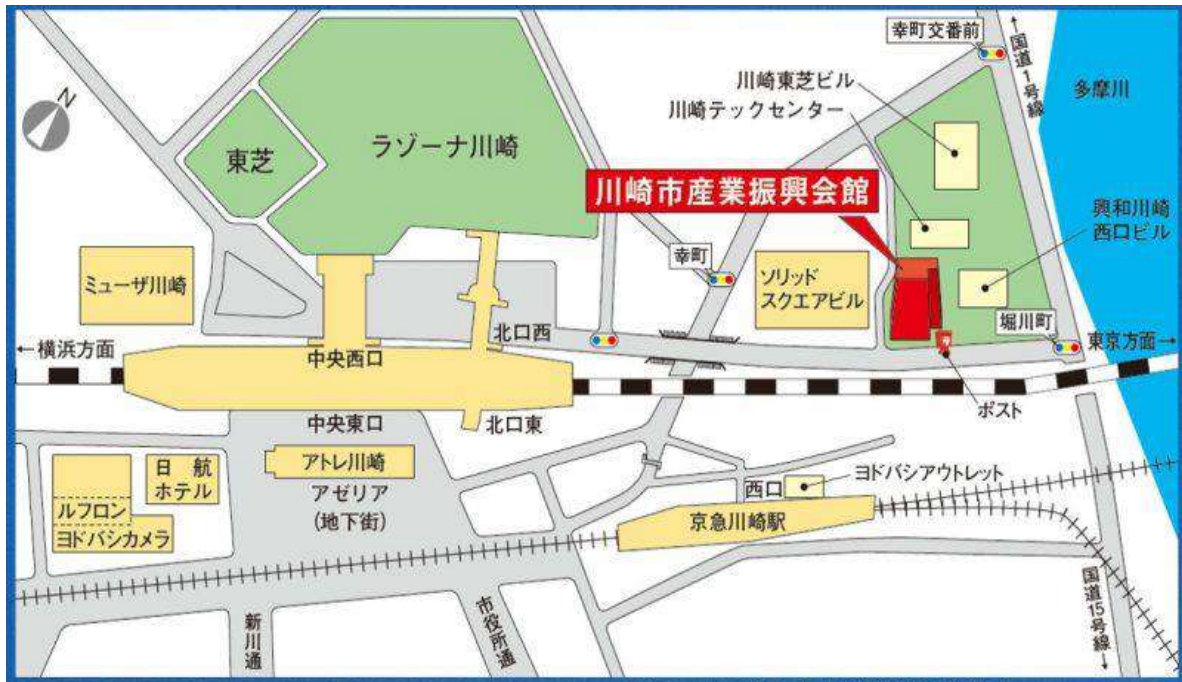 N
幸町交番前
←国道1号線
多摩川
川崎東芝ビル
川崎テックセンター
ラゾーナ川崎
東芝
川崎市産業振興会館
興和川崎
西口ビル
幸町
ソリッド
スクエアビル
ミューザ川崎
堀川町
北口西
←横浜方面
中央西口
東京方面→
ポスト
中央東口
北口東
アトレ川崎
日航
ホテル
ヨドバシアウトレット
西口
アゼリア
(地下街)
ルフロン
ヨドバシカメラ
京急川崎駅
国道15号線→
新川通
市役所通